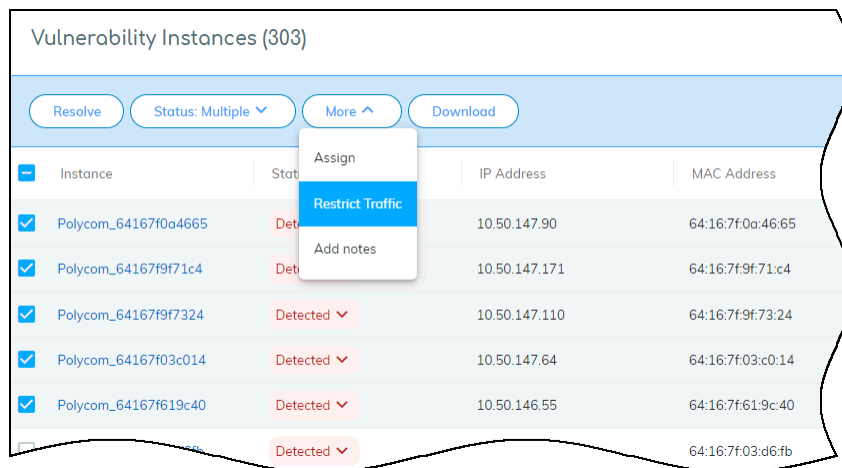 Vulnerability Instances (303)
Resolve Status: Multiple More Download
Assign
Instance IP Address MAC Address
Restrict Traffic
Polycom_64167f0a4665 10.50.147.90 64:16:7f:0a:46:65
Add notes
Polycom_64167f9f71c4 10.50.147.171 64:16:7f:9f:71:c4
Polycom_64167f9f7324 Detected 10.50.147.110 64:16:7f:9f:73:24
Polycom_64167f03c014 Detected 10.50.147.64 64:16:7f:03:c0:14
Polycom_64167f619c40 Detected 10.50.146.55 64:16:7f:61:9c:40
Detected 64:16:7f:03:d6:fb